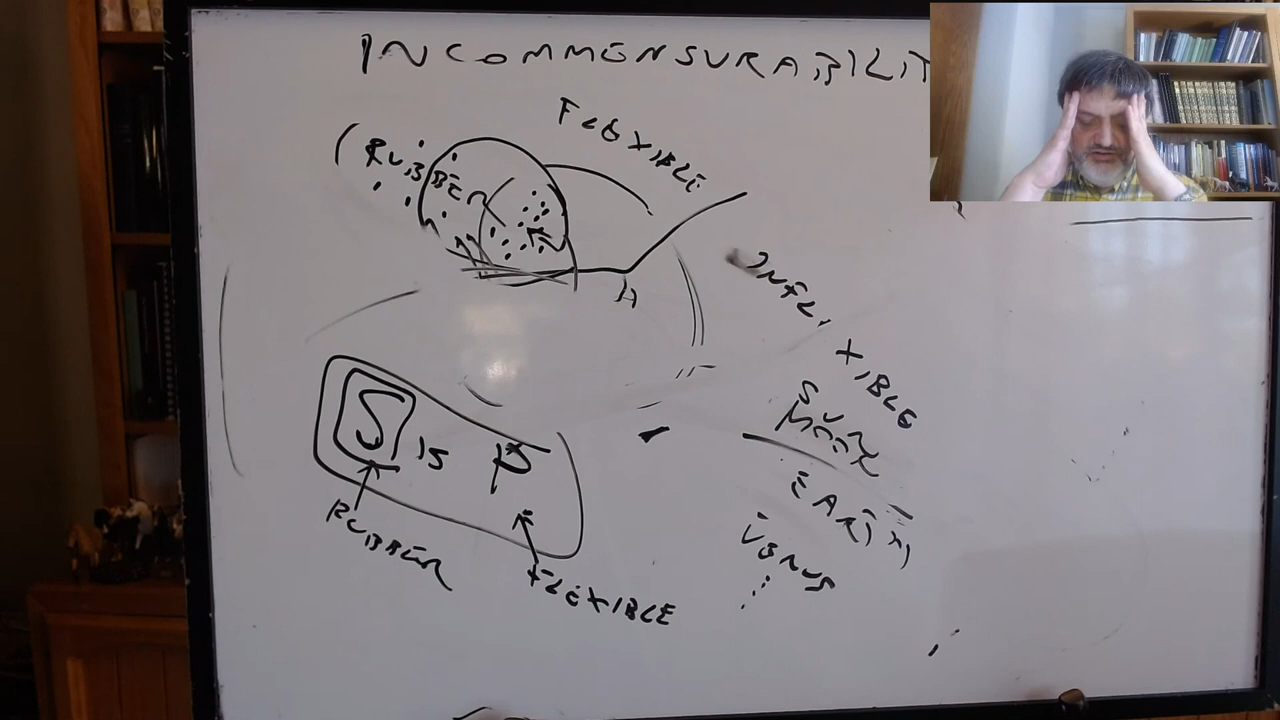 INCOMMENSURABILIT
FLEXIBLE
(RUBBER
A
INFLEXIBLE
SUN
MOON
EARTH
VENUS
S IS P
RUBBER
FLEXIBLE